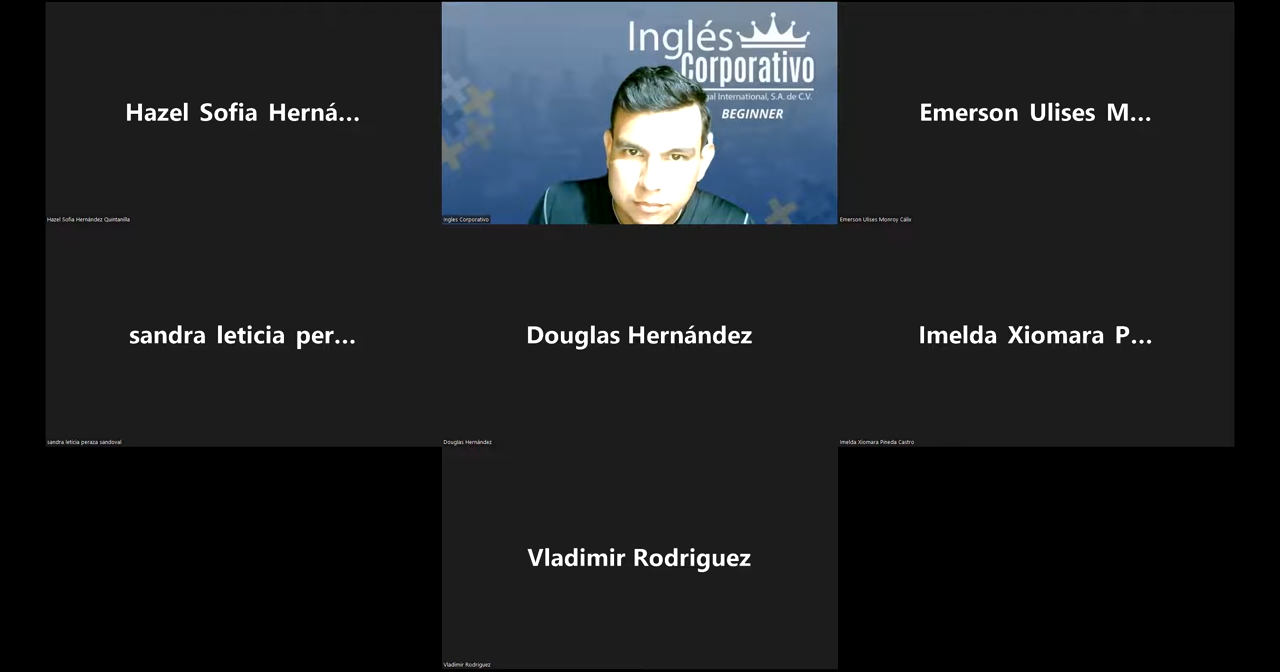 Hazel Sofia Herná...
Hazel Sofia Hernández Quintanilla
Inglés
Corporativo
gal International, S.A. de C.V.
BEGINNER
Ingles Corporativo
Emerson Ulises M...
Emerson Ulises Monroy Cálix
sandra leticia per...
sandra leticia peraza sandoval
Douglas Hernández
Douglas Hernández
Imelda Xiomara P...
Imelda Xiomara Pineda Castro
Vladimir Rodriguez
Vladimir Rodriguez